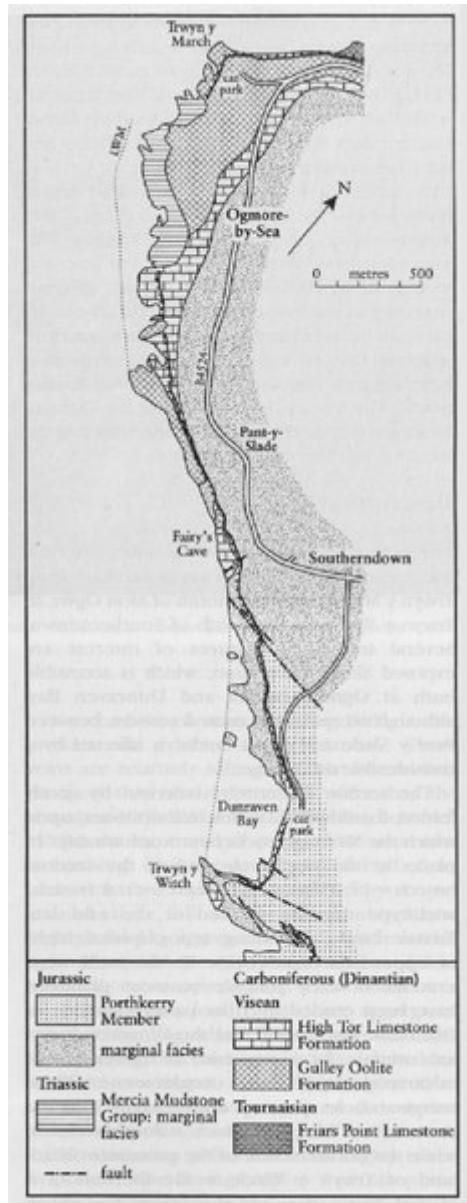 Trwyn y
March
car
park
LWM
N
Ogmore-
by-Sea
0 metres 500
B4524
Pant-y-
Slade
Fairy's
Cave
Southerndown
Dunraven
Bay
car
park
Trwyn y
Witch
Jurassic
Porthkerry
Member
marginal facies
Triassic
Mercia Mudstone
Group: marginal
facies
fault
Carboniferous (Dinantian)
Visean
High Tor Limestone
Formation
Gulley Oolite
Formation
Tournaisian
Friars Point Limestone
Formation